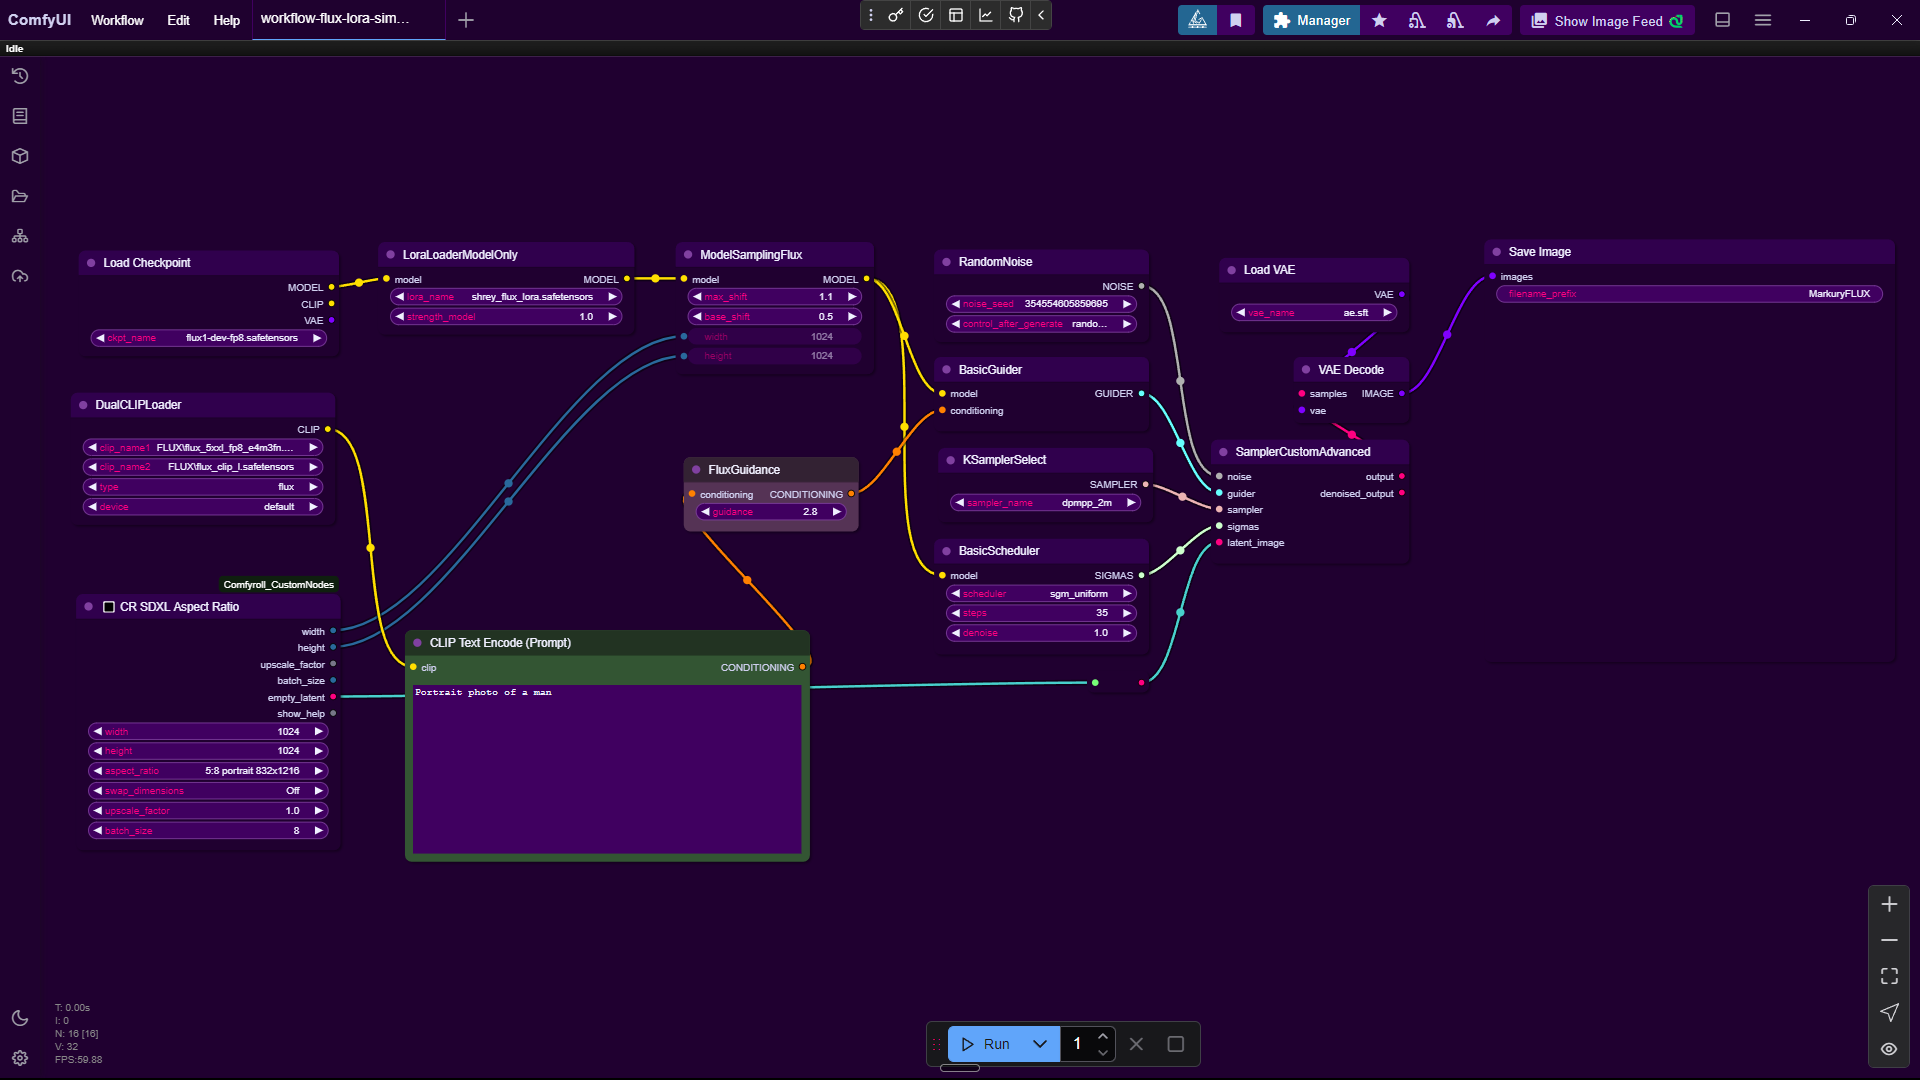 ComfyUI Workflow Edit Help workflow-flux-lora-sim...
Manager Show Image Feed
Idle
Load Checkpoint
MODEL
CLIP
VAE
ckpt_name flux1-dev-fp8.safetensors
LoraLoaderModelOnly
model MODEL
lora_name shrey_flux_lora.safetensors
strength_model 1.0
ModelSamplingFlux
model MODEL
max_shift 1.1
base_shift 0.5
width 1024
height 1024
RandomNoise
NOISE
noise_seed 354554605859695
control_after_generate rando...
Load VAE
VAE
vae_name ae.sft
Save Image
images
filename_prefix MarkuryFLUX
BasicGuider
model GUIDER
conditioning
VAE Decode
samples IMAGE
vae
DualCLIPLoader
CLIP
clip_name1 FLUX\flux_5xxl_fp8_e4m3fn....
clip_name2 FLUX\flux_clip_l.safetensors
type flux
device default
FluxGuidance
conditioning CONDITIONING
guidance 2.8
KSamplerSelect
SAMPLER
sampler_name dpmpp_2m
SamplerCustomAdvanced
noise output
guider denoised_output
sampler
sigmas
latent_image
BasicScheduler
model SIGMAS
scheduler sgm_uniform
steps 35
denoise 1.0
Comfyroll_CustomNodes
CR SDXL Aspect Ratio
width
height
upscale_factor
batch_size
empty_latent
show_help
width 1024
height 1024
aspect_ratio 5:8 portrait 832x1216
swap_dimensions Off
upscale_factor 1.0
batch_size 8
CLIP Text Encode (Prompt)
clip CONDITIONING
Portrait photo of a man
T: 0.00s
I: 0
N: 16 [16]
V: 32
FPS:59.88
Run 1